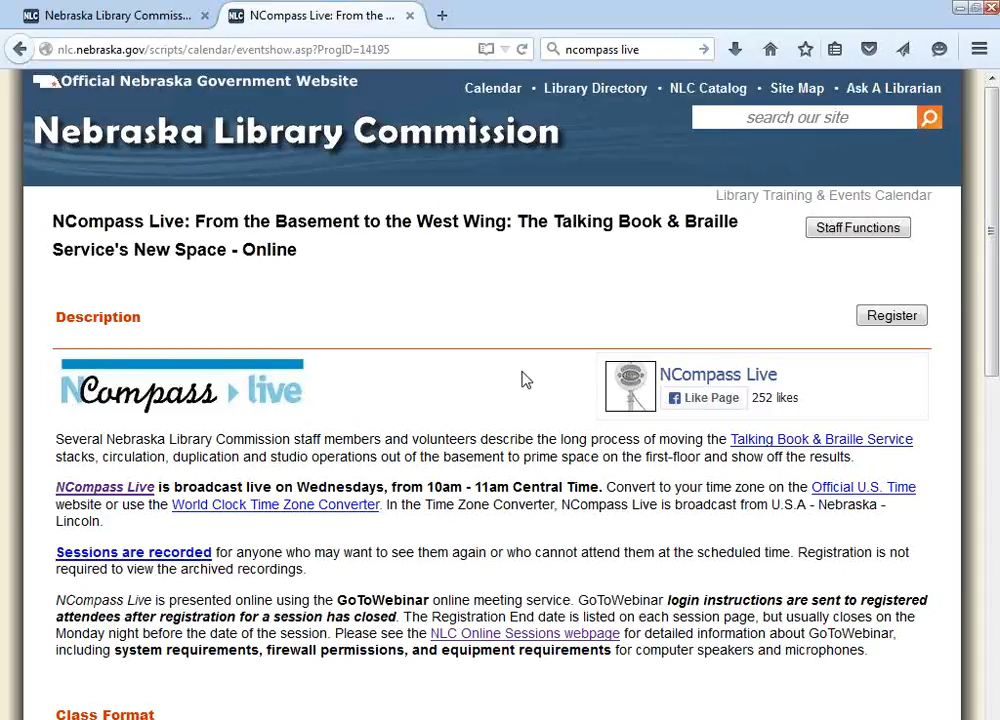 NLC Nebraska Library Commiss... ×
NLC NCompass Live: From the ... × +
nlc.nebraska.gov/scripts/calendar/eventshow.asp?ProgID=14195
ncompass live
Official Nebraska Government Website
Calendar • Library Directory • NLC Catalog • Site Map • Ask A Librarian
Nebraska Library Commission
search our site
Library Training & Events Calendar
NCompass Live: From the Basement to the West Wing: The Talking Book & Braille
Service's New Space - Online
Staff Functions
Description
Register
NCompass live
NCompass Live
Like Page 252 likes
Several Nebraska Library Commission staff members and volunteers describe the long process of moving the Talking Book & Braille Service
stacks, circulation, duplication and studio operations out of the basement to prime space on the first-floor and show off the results.
NCompass Live is broadcast live on Wednesdays, from 10am - 11am Central Time. Convert to your time zone on the Official U.S. Time
website or use the World Clock Time Zone Converter. In the Time Zone Converter, NCompass Live is broadcast from U.S.A - Nebraska -
Lincoln.
Sessions are recorded for anyone who may want to see them again or who cannot attend them at the scheduled time. Registration is not
required to view the archived recordings.
NCompass Live is presented online using the GoToWebinar online meeting service. GoToWebinar login instructions are sent to registered
attendees after registration for a session has closed. The Registration End date is listed on each session page, but usually closes on the
Monday night before the date of the session. Please see the NLC Online Sessions webpage for detailed information about GoToWebinar,
including system requirements, firewall permissions, and equipment requirements for computer speakers and microphones.
Class Format